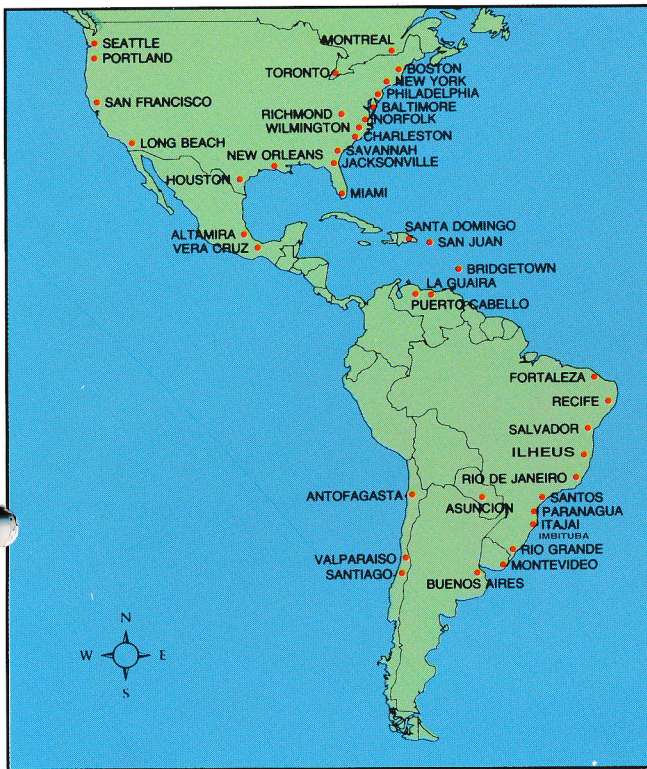 SEATTLE
PORTLAND
MONTREAL
TORONTO
BOSTON
NEW YORK
PHILADELPHIA
SAN FRANCISCO
BALTIMORE
RICHMOND
NORFOLK
WILMINGTON
CHARLESTON
LONG BEACH
SAVANNAH
NEW ORLEANS
JACKSONVILLE
HOUSTON
MIAMI
SANTA DOMINGO
ALTAMIRA
SAN JUAN
VERA CRUZ
BRIDGETOWN
LA GUAIRA
PUERTO CABELLO
FORTALEZA
RECIFE
SALVADOR
ILHEUS
RIO DE JANEIRO
ANTOFAGASTA
SANTOS
ASUNCION
PARANAGUA
ITAJAI
IMBITUBA
RIO GRANDE
VALPARAISO
MONTEVIDEO
SANTIAGO
BUENOS AIRES
N
W E
S